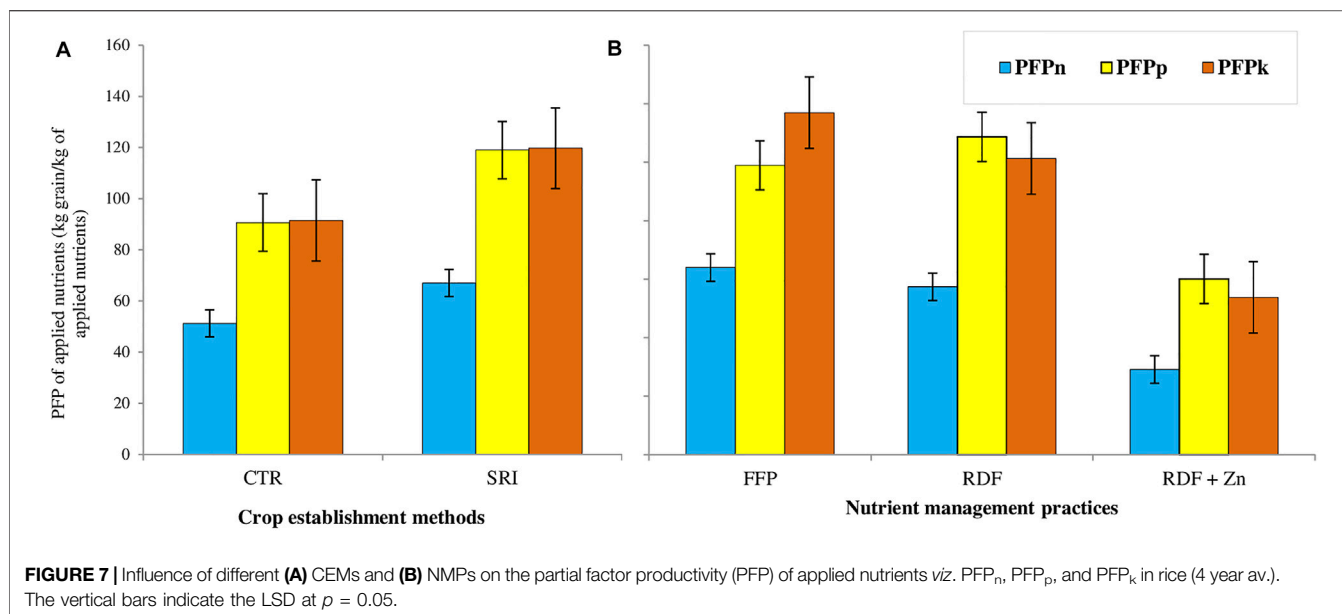 A
B
PFPn PFPp PFPk
PFP of applied nutrients (kg grain/kg of
applied nutrients)
160
140
120
100
80
60
40
20
0
CTR SRI
Crop establishment methods
FFP RDF RDF + Zn
Nutrient management practices
FIGURE 7 | Influence of different (A) CEMs and (B) NMPs on the partial factor productivity (PFP) of applied nutrients viz. PFPn, PFPp, and PFPk in rice (4 year av.).
The vertical bars indicate the LSD at p = 0.05.